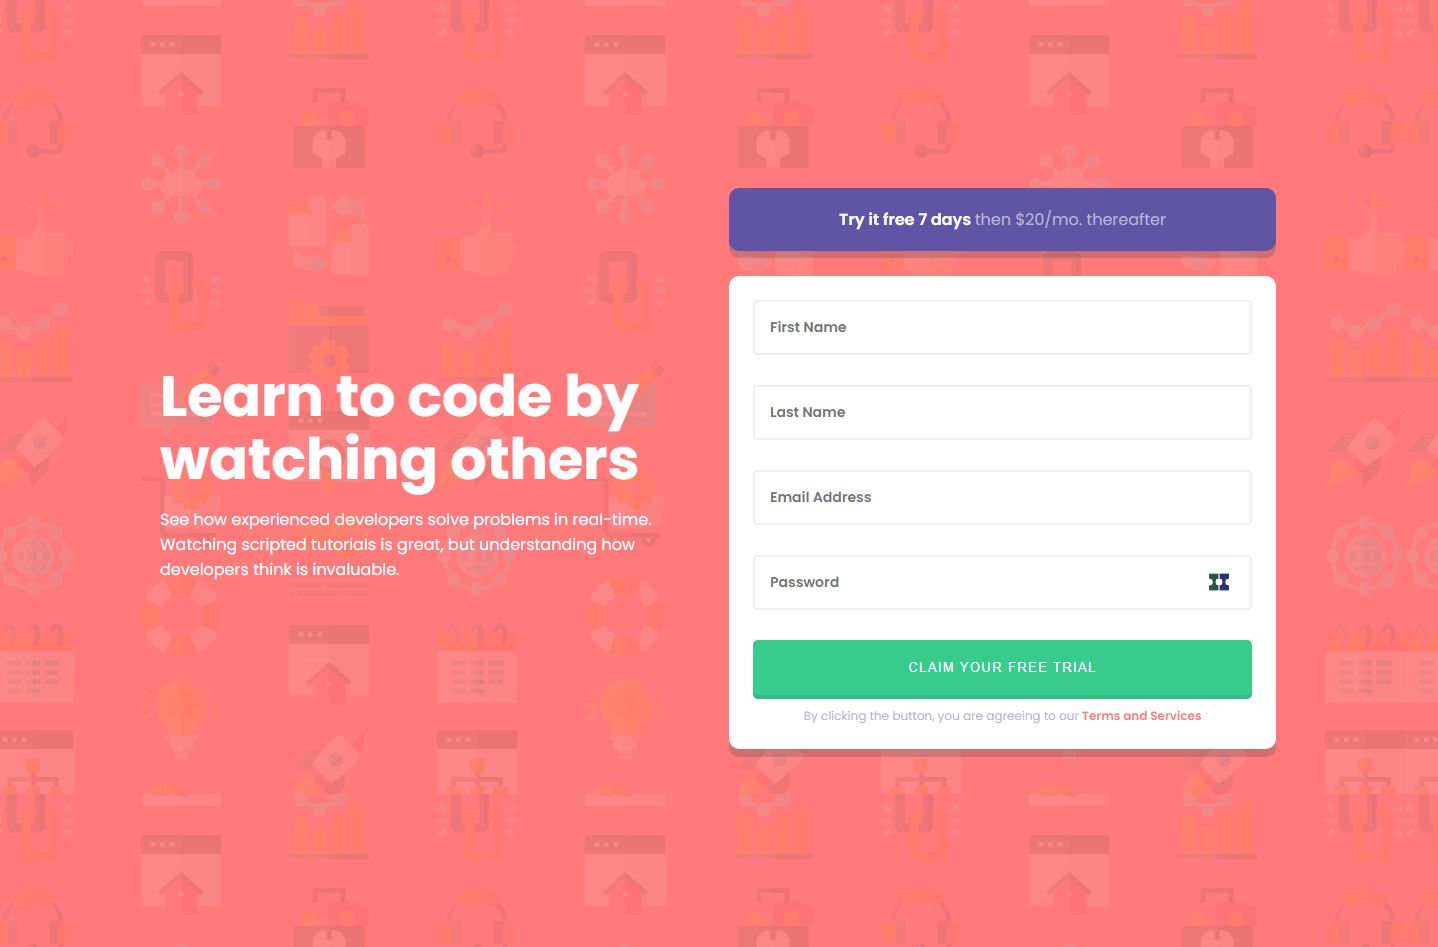 Learn to code by
watching others
See how experienced developers solve problems in real-time.
Watching scripted tutorials is great, but understanding how
developers think is invaluable.
Try it free 7 days then $20/mo. thereafter
First Name
Last Name
Email Address
Password
CLAIM YOUR FREE TRIAL
By clicking the button, you are agreeing to our Terms and Services